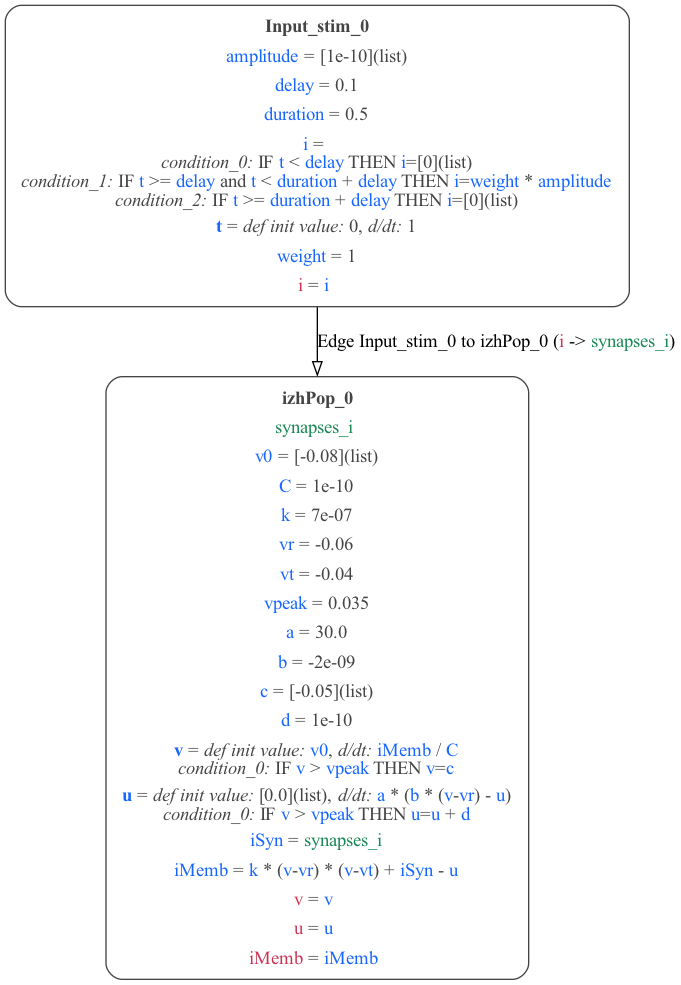 Input_stim_0
amplitude = [1e-10](list)
delay = 0.1
duration = 0.5
i =
condition_0: IF t < delay THEN i=[0](list)
condition_1: IF t >= delay and t < duration + delay THEN i=weight * amplitude
condition_2: IF t >= duration + delay THEN i=[0](list)
t = def init value: 0, d/dt: 1
weight = 1
i = i
Edge Input_stim_0 to izhPop_0 (i -> synapses_i)
izhPop_0
synapses_i
v0 = [-0.08](list)
C = 1e-10
k = 7e-07
vr = -0.06
vt = -0.04
vpeak = 0.035
a = 30.0
b = -2e-09
c = [-0.05](list)
d = 1e-10
v = def init value: v0, d/dt: iMemb / C
condition_0: IF v > vpeak THEN v=c
u = def init value: [0.0](list), d/dt: a * (b * (v-vr) - u)
condition_0: IF v > vpeak THEN u=u + d
iSyn = synapses_i
iMemb = k * (v-vr) * (v-vt) + iSyn - u
v = v
u = u
iMemb = iMemb